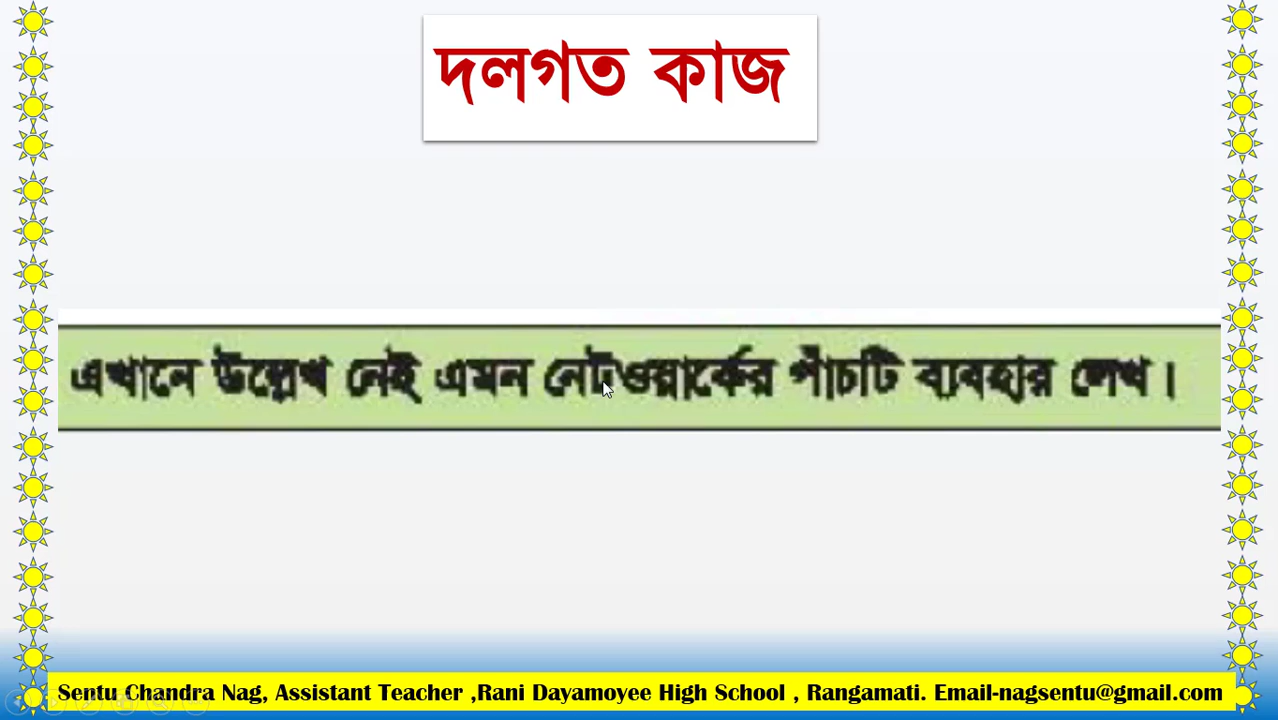 দলগত কাজ
এখানে উল্লেখ নেই এমন নেটওয়ার্কের পাঁচটি ব্যবহার লেখ।
Sentu Chandra Nag, Assistant Teacher ,Rani Dayamoyee High School , Rangamati. Email-nagsentu@gmail.com